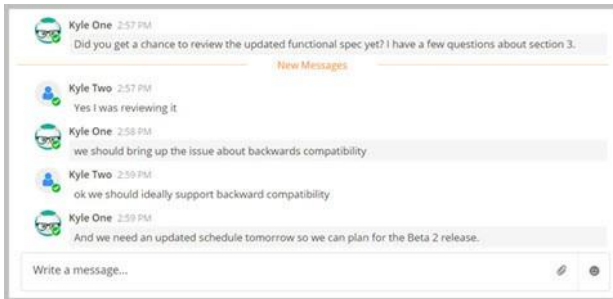 Kyle One 2:57 PM
Did you get a chance to review the updated functional spec yet? I have a few questions about section 3.
New Messages
Kyle Two 2:57 PM
Yes I was reviewing it
Kyle One 2:58 PM
we should bring up the issue about backwards compatibility
Kyle Two 2:59 PM
ok we should ideally support backward compatibility
Kyle One 2:59 PM
And we need an updated schedule tomorrow so we can plan for the Beta 2 release.
Write a message...